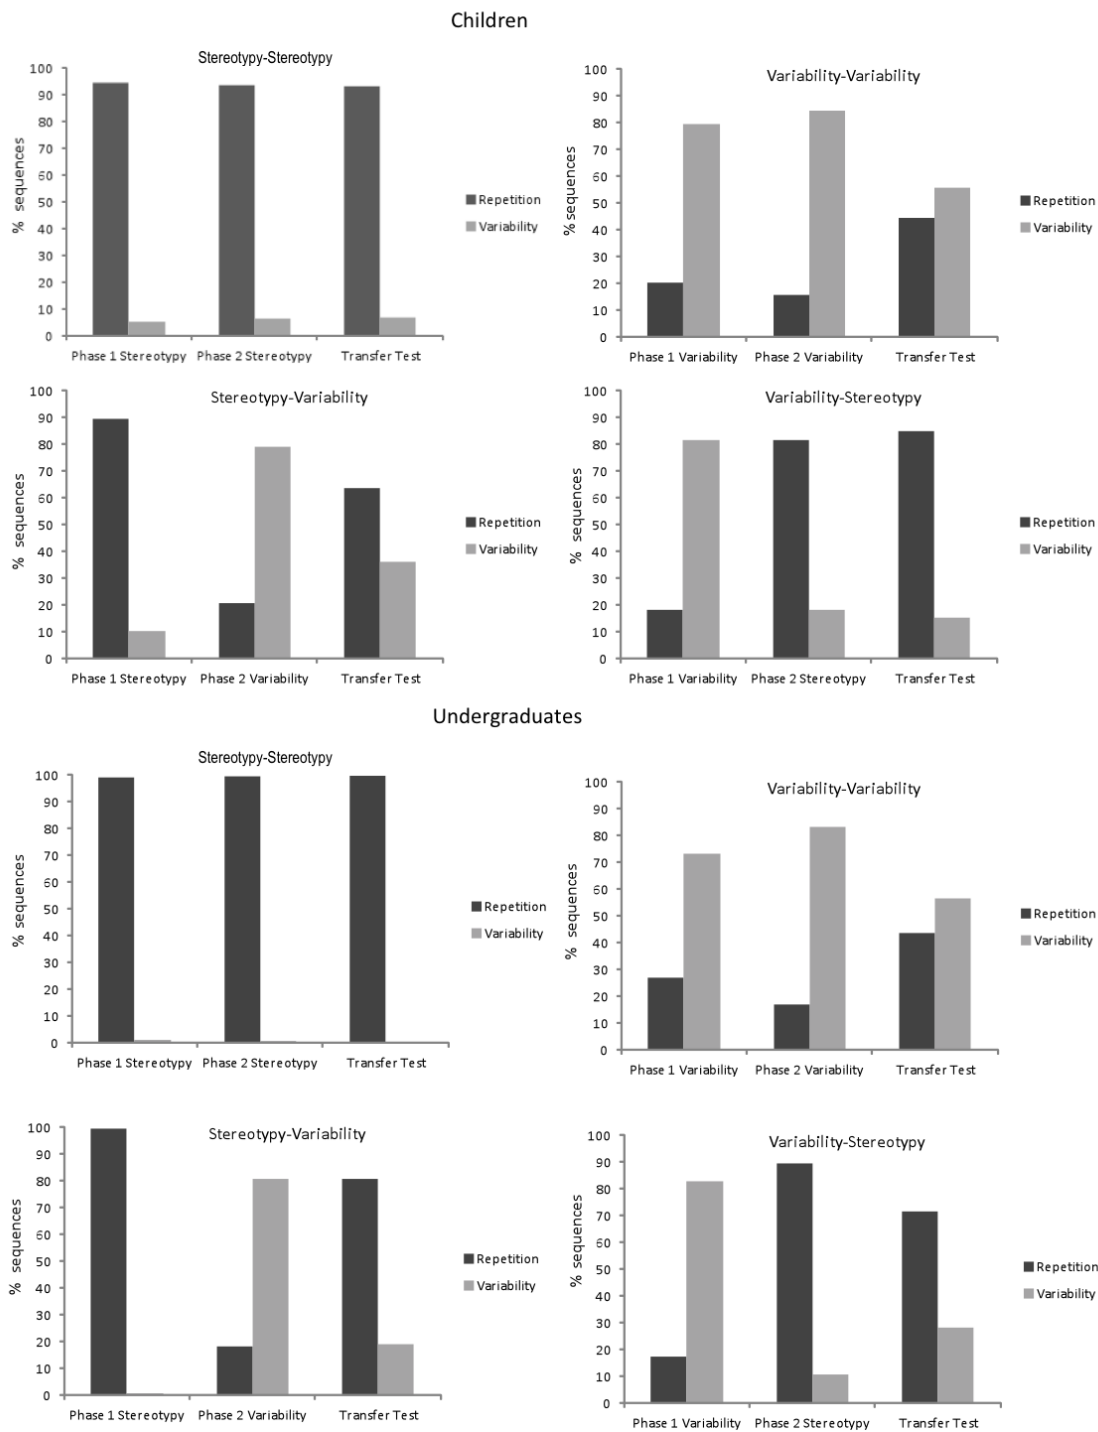 Children
Stereotypy-Stereotypy
100
90
80
70
60
50
40
30
20
10
0
% sequences
Phase 1 Stereotypy Phase 2 Stereotypy Transfer Test
Repetition
Variability
Variability-Variability
100
90
80
70
60
50
40
30
20
10
0
% sequences
Phase 1 Variability Phase 2 Variability Transfer Test
Repetition
Variability
Stereotypy-Variability
100
90
80
70
60
50
40
30
20
10
0
% sequences
Phase 1 Stereotypy Phase 2 Variability Transfer Test
Repetition
Variability
Variability-Stereotypy
100
90
80
70
60
50
40
30
20
10
0
% sequences
Phase 1 Variability Phase 2 Stereotypy Transfer Test
Repetition
Variability
Undergraduates
Stereotypy-Stereotypy
100
90
80
70
60
50
40
30
20
10
0
% sequences
Phase 1 Stereotypy Phase 2 Stereotypy Transfer Test
Repetition
Variability
Variability-Variability
100
90
80
70
60
50
40
30
20
10
0
% sequences
Phase 1 Variability Phase 2 Variability Transfer Test
Repetition
Variability
Stereotypy-Variability
100
90
80
70
60
50
40
30
20
10
0
% sequences
Phase 1 Stereotypy Phase 2 Variability Transfer Test
Repetition
Variability
Variability-Stereotypy
100
90
80
70
60
50
40
30
20
10
0
% sequences
Phase 1 Variability Phase 2 Stereotypy Transfer Test
Repetition
Variability